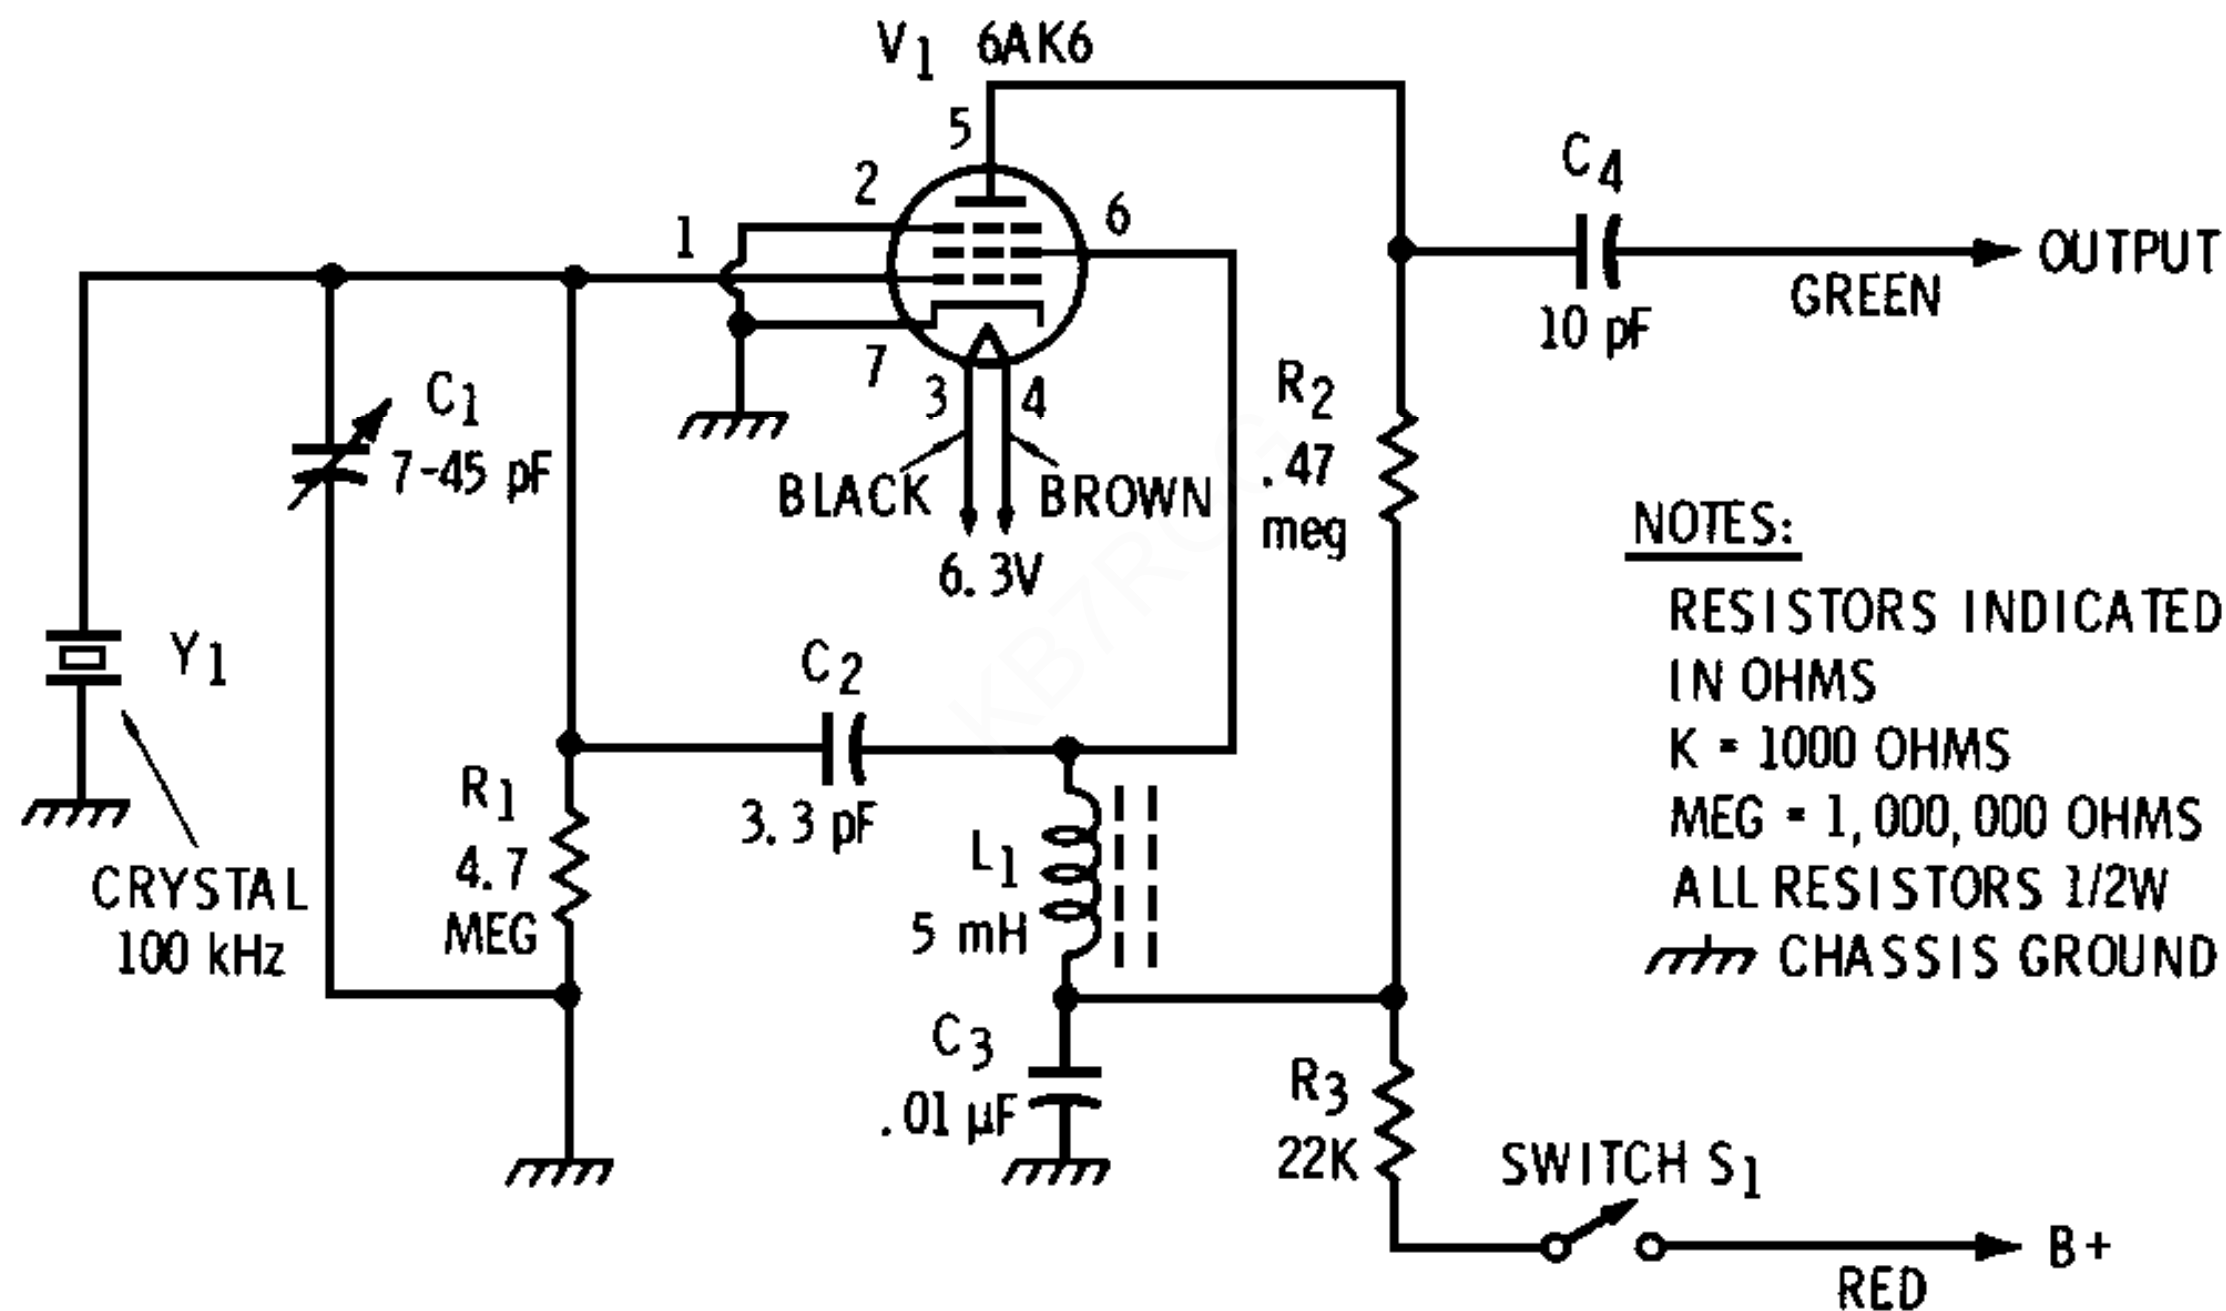 V1 6AK6
5
2
1
6
7
3
4
C4
10 pF
OUTPUT
GREEN
C1
7-45 pF
BLACK
BROWN
6.3V
R2
.47
meg
Y1
CRYSTAL
100 kHz
C2
3.3 pF
R1
4.7
MEG
L1
5 mH
C3
.01 µF
R3
22K
SWITCH S1
B+
RED
NOTES:
RESISTORS INDICATED
IN OHMS
K = 1000 OHMS
MEG = 1,000,000 OHMS
ALL RESISTORS 1/2W
CHASSIS GROUND